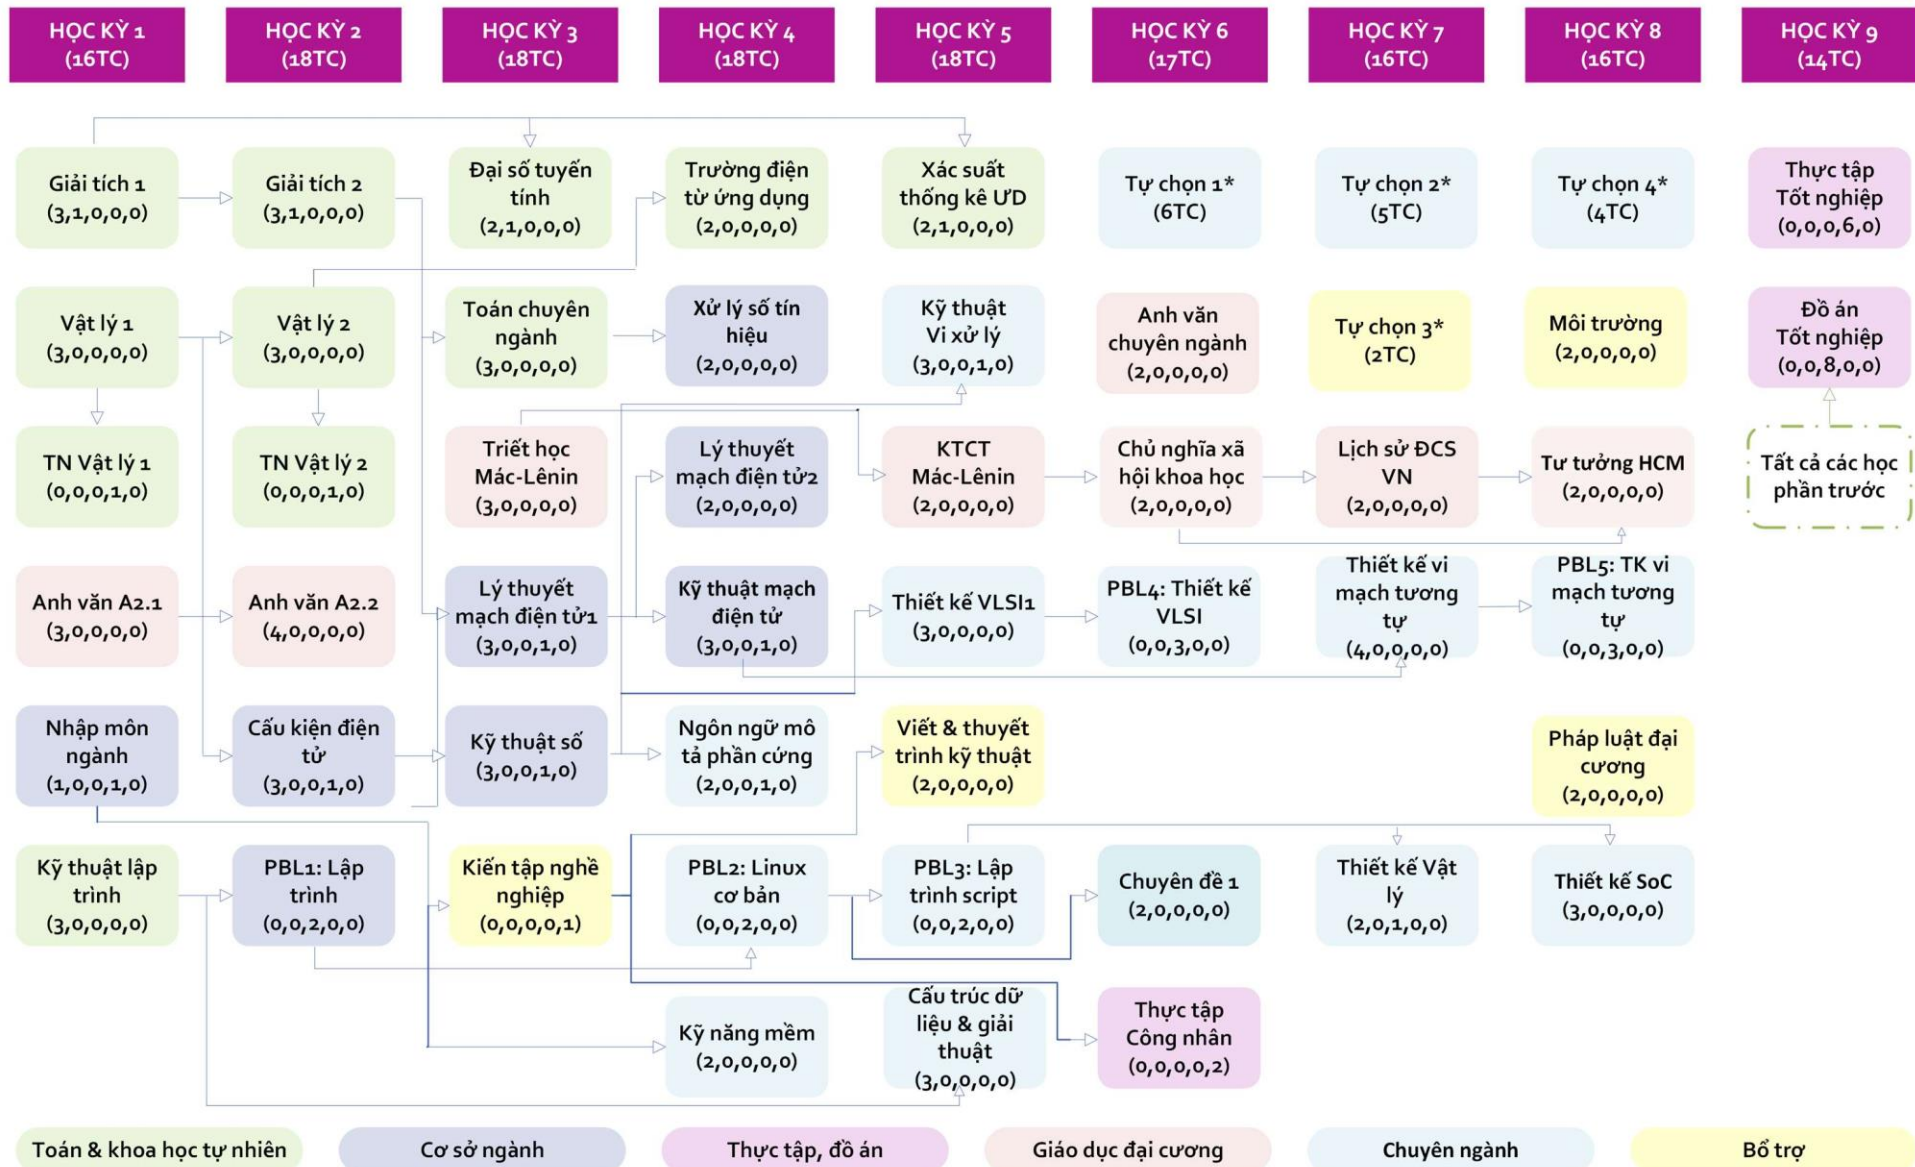 HỌC KỲ 1
(16TC)
HỌC KỲ 2
(18TC)
HỌC KỲ 3
(18TC)
HỌC KỲ 4
(18TC)
HỌC KỲ 5
(18TC)
HỌC KỲ 6
(17TC)
HỌC KỲ 7
(16TC)
HỌC KỲ 8
(16TC)
HỌC KỲ 9
(14TC)
Giải tích 1
(3,1,0,0,0)
Giải tích 2
(3,1,0,0,0)
Đại số tuyến
tính
(2,1,0,0,0)
Trường điện
từ ứng dụng
(2,0,0,0,0)
Xác suất
thống kê ƯD
(2,1,0,0,0)
Tự chọn 1*
(6TC)
Tự chọn 2*
(5TC)
Tự chọn 4*
(4TC)
Thực tập
Tốt nghiệp
(0,0,0,6,0)
Vật lý 1
(3,0,0,0,0)
Vật lý 2
(3,0,0,0,0)
Toán chuyên
ngành
(3,0,0,0,0)
Xử lý số tín
hiệu
(2,0,0,0,0)
Kỹ thuật
Vi xử lý
(3,0,0,1,0)
Anh văn
chuyên ngành
(2,0,0,0,0)
Tự chọn 3*
(2TC)
Môi trường
(2,0,0,0,0)
Đồ án
Tốt nghiệp
(0,0,8,0,0)
TN Vật lý 1
(0,0,0,1,0)
TN Vật lý 2
(0,0,0,1,0)
Triết học
Mác-Lênin
(3,0,0,0,0)
Lý thuyết
mạch điện tử2
(2,0,0,0,0)
KTCT
Mác-Lênin
(2,0,0,0,0)
Chủ nghĩa xã
hội khoa học
(2,0,0,0,0)
Lịch sử ĐCS
VN
(2,0,0,0,0)
Tư tưởng HCM
(2,0,0,0,0)
Tất cả các học
phần trước
Anh văn A2.1
(3,0,0,0,0)
Anh văn A2.2
(4,0,0,0,0)
Lý thuyết
mạch điện tử1
(3,0,0,1,0)
Kỹ thuật mạch
điện tử
(3,0,0,1,0)
Thiết kế VLSI1
(3,0,0,0,0)
PBL4: Thiết kế
VLSI
(0,0,3,0,0)
Thiết kế vi
mạch tương
tự
(4,0,0,0,0)
PBL5: TK vi
mạch tương
tự
(0,0,3,0,0)
Nhập môn
ngành
(1,0,0,1,0)
Cấu kiện điện
tử
(3,0,0,1,0)
Kỹ thuật số
(3,0,0,1,0)
Ngôn ngữ mô
tả phần cứng
(2,0,0,1,0)
Viết & thuyết
trình kỹ thuật
(2,0,0,0,0)
Pháp luật đại
cương
(2,0,0,0,0)
Kỹ thuật lập
trình
(3,0,0,0,0)
PBL1: Lập
trình
(0,0,2,0,0)
Kiến tập nghề
nghiệp
(0,0,0,0,1)
PBL2: Linux
cơ bản
(0,0,2,0,0)
PBL3: Lập
trình script
(0,0,2,0,0)
Chuyên đề 1
(2,0,0,0,0)
Thiết kế Vật
lý
(2,0,1,0,0)
Thiết kế SoC
(3,0,0,0,0)
Kỹ năng mềm
(2,0,0,0,0)
Cấu trúc dữ
liệu & giải
thuật
(3,0,0,0,0)
Thực tập
Công nhân
(0,0,0,0,2)
Toán & khoa học tự nhiên
Cơ sở ngành
Thực tập, đồ án
Giáo dục đại cương
Chuyên ngành
Bổ trợ